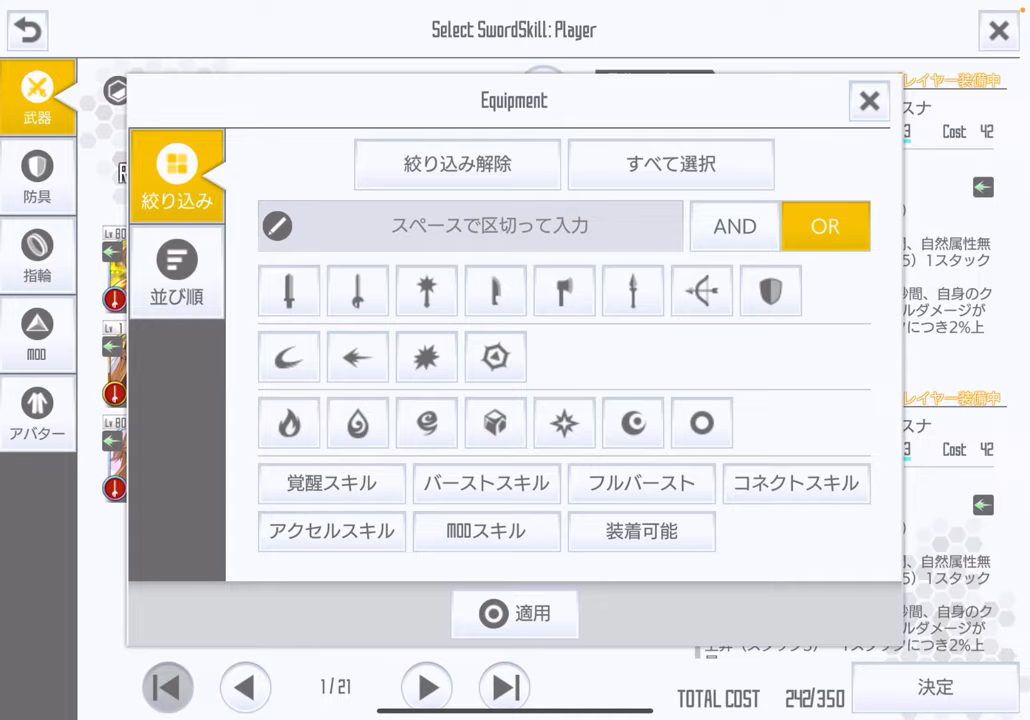 Select SwordSkill: Player
武器
防具
指輪
MOD
アバター
Equipment
絞り込み
並び順
絞り込み解除
すべて選択
スペースで区切って入力
AND
OR
覚醒スキル
バーストスキル
フルバースト
コネクトスキル
アクセルスキル
MODスキル
装着可能
適用
Lv 80
Lv 1
Lv 80
レイヤー装備中
スナ
Cost 42
自然属性無
5）1スタック
秒間、自身のク
ルダメージが
につき2%上
レイヤー装備中
スナ
Cost 42
自然属性無
5）1スタック
秒間、自身のク
ルダメージが
につき2%上
1/21
TOTAL COST 242/350
決定